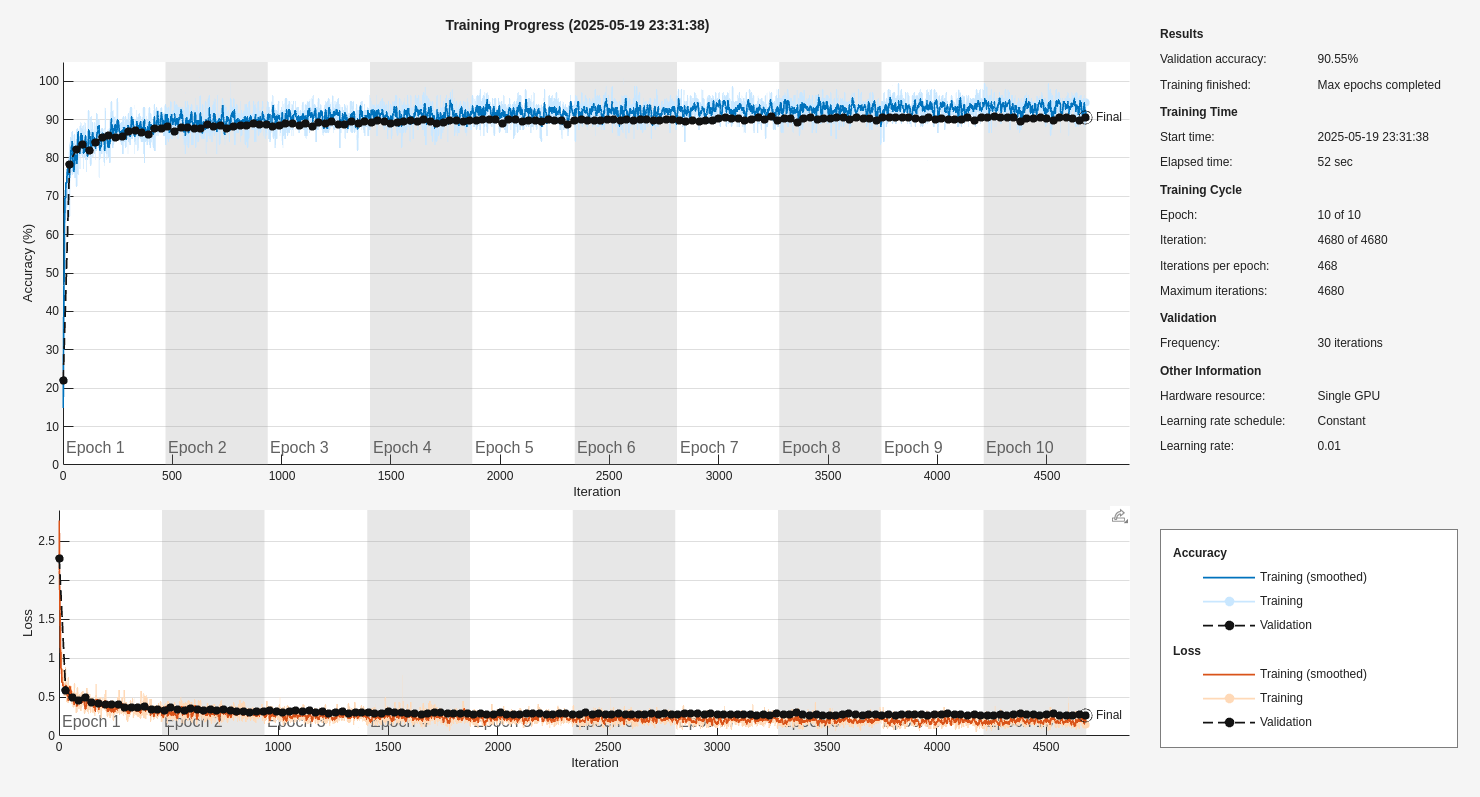 Training Progress (2025-05-19 23:31:38)
100
90
80
70
60
50
40
30
20
10
0
Accuracy (%)
Final
Epoch 1
Epoch 2
Epoch 3
Epoch 4
Epoch 5
Epoch 6
Epoch 7
Epoch 8
Epoch 9
Epoch 10
0 500 1000 1500 2000 2500 3000 3500 4000 4500
Iteration
2.5
2
1.5
1
0.5
0
Loss
Final
Epoch 1
Epoch 2
Epoch 3
0 500 1000 1500 2000 2500 3000 3500 4000 4500
Iteration
Results
Validation accuracy: 90.55%
Training finished: Max epochs completed
Training Time
Start time: 2025-05-19 23:31:38
Elapsed time: 52 sec
Training Cycle
Epoch: 10 of 10
Iteration: 4680 of 4680
Iterations per epoch: 468
Maximum iterations: 4680
Validation
Frequency: 30 iterations
Other Information
Hardware resource: Single GPU
Learning rate schedule: Constant
Learning rate: 0.01
Accuracy
Training (smoothed)
Training
Validation
Loss
Training (smoothed)
Training
Validation